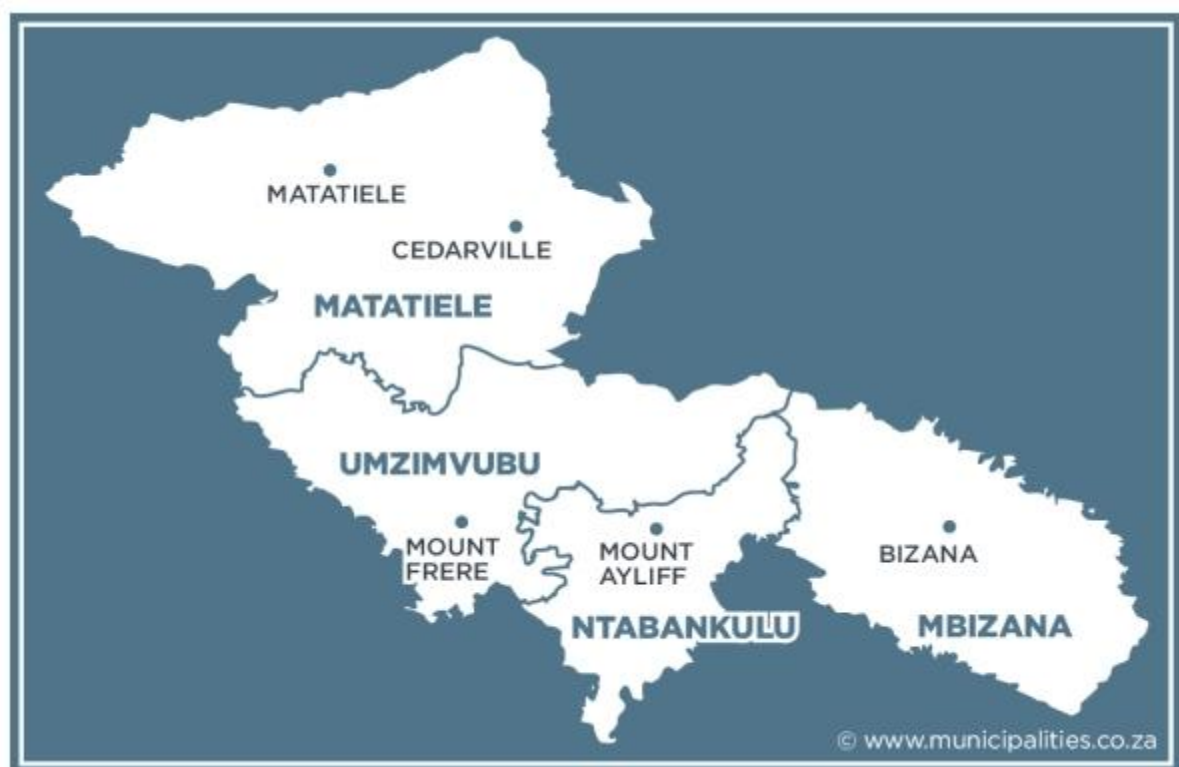 MATATIELE
CEDARVILLE
MATATIELE
UMZIMVUBU
MOUNT
FRERE
MOUNT
AYLIFF
BIZANA
NTABANKULU
MBIZANA
© www.municipalities.co.za